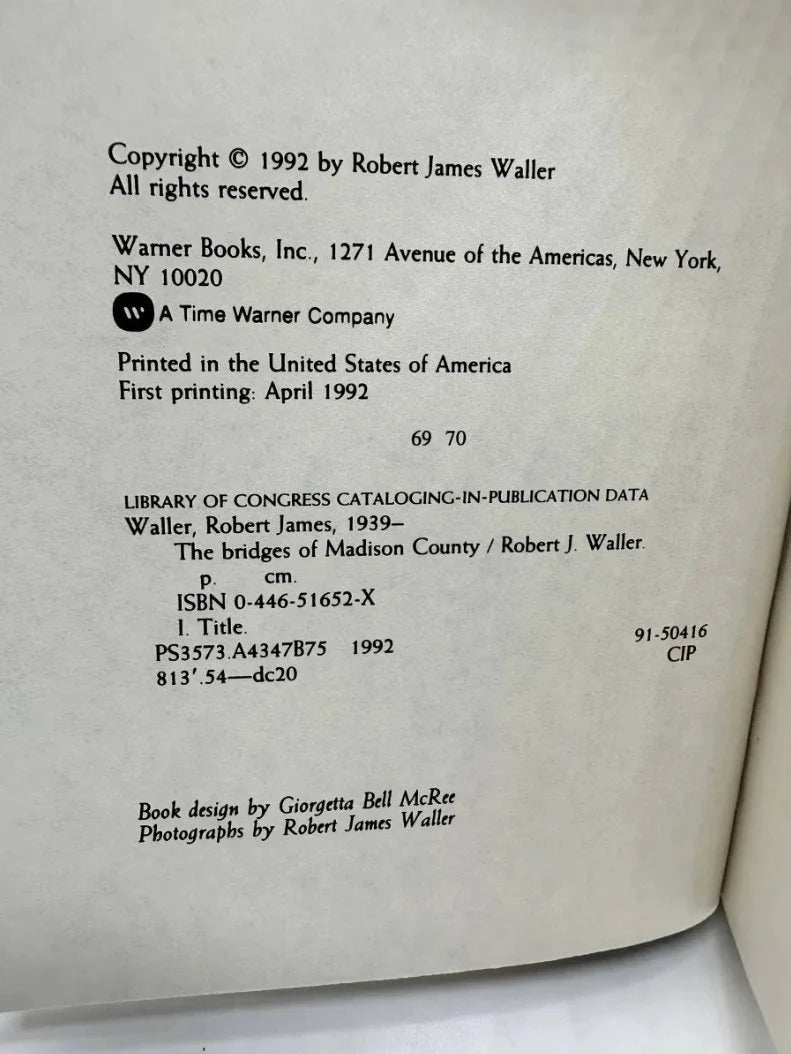 Copyright © 1992 by Robert James Waller
All rights reserved.
Warner Books, Inc., 1271 Avenue of the Americas, New York,
NY 10020
A Time Warner Company
Printed in the United States of America
First printing: April 1992
69 70
LIBRARY OF CONGRESS CATALOGING-IN-PUBLICATION DATA
Waller, Robert James, 1939–
The bridges of Madison County / Robert J. Waller.
p. cm.
ISBN 0-446-51652-X
I. Title.
PS3573.A4347B75 1992 91-50416
813'.54—dc20 CIP
Book design by Giorgetta Bell McRee
Photographs by Robert James Waller